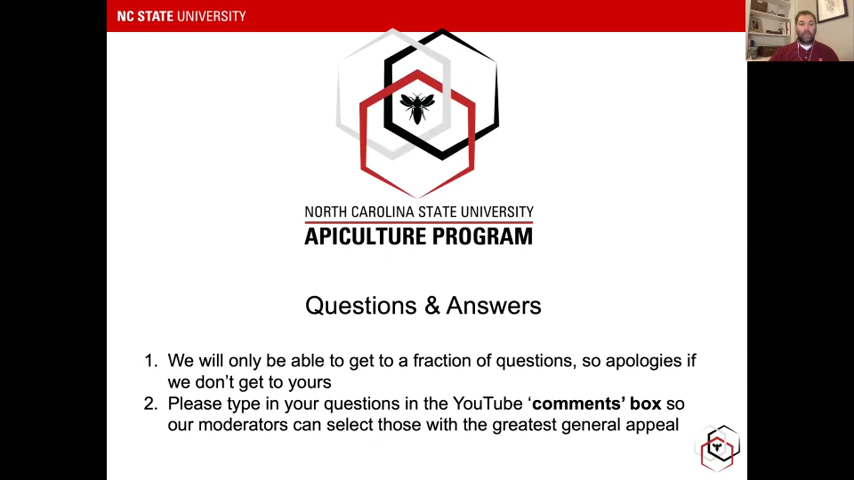 NC STATE UNIVERSITY
NORTH CAROLINA STATE UNIVERSITY
APICULTURE PROGRAM
Questions & Answers
1. We will only be able to get to a fraction of questions, so apologies if
we don't get to yours
2. Please type in your questions in the YouTube 'comments' box so
our moderators can select those with the greatest general appeal